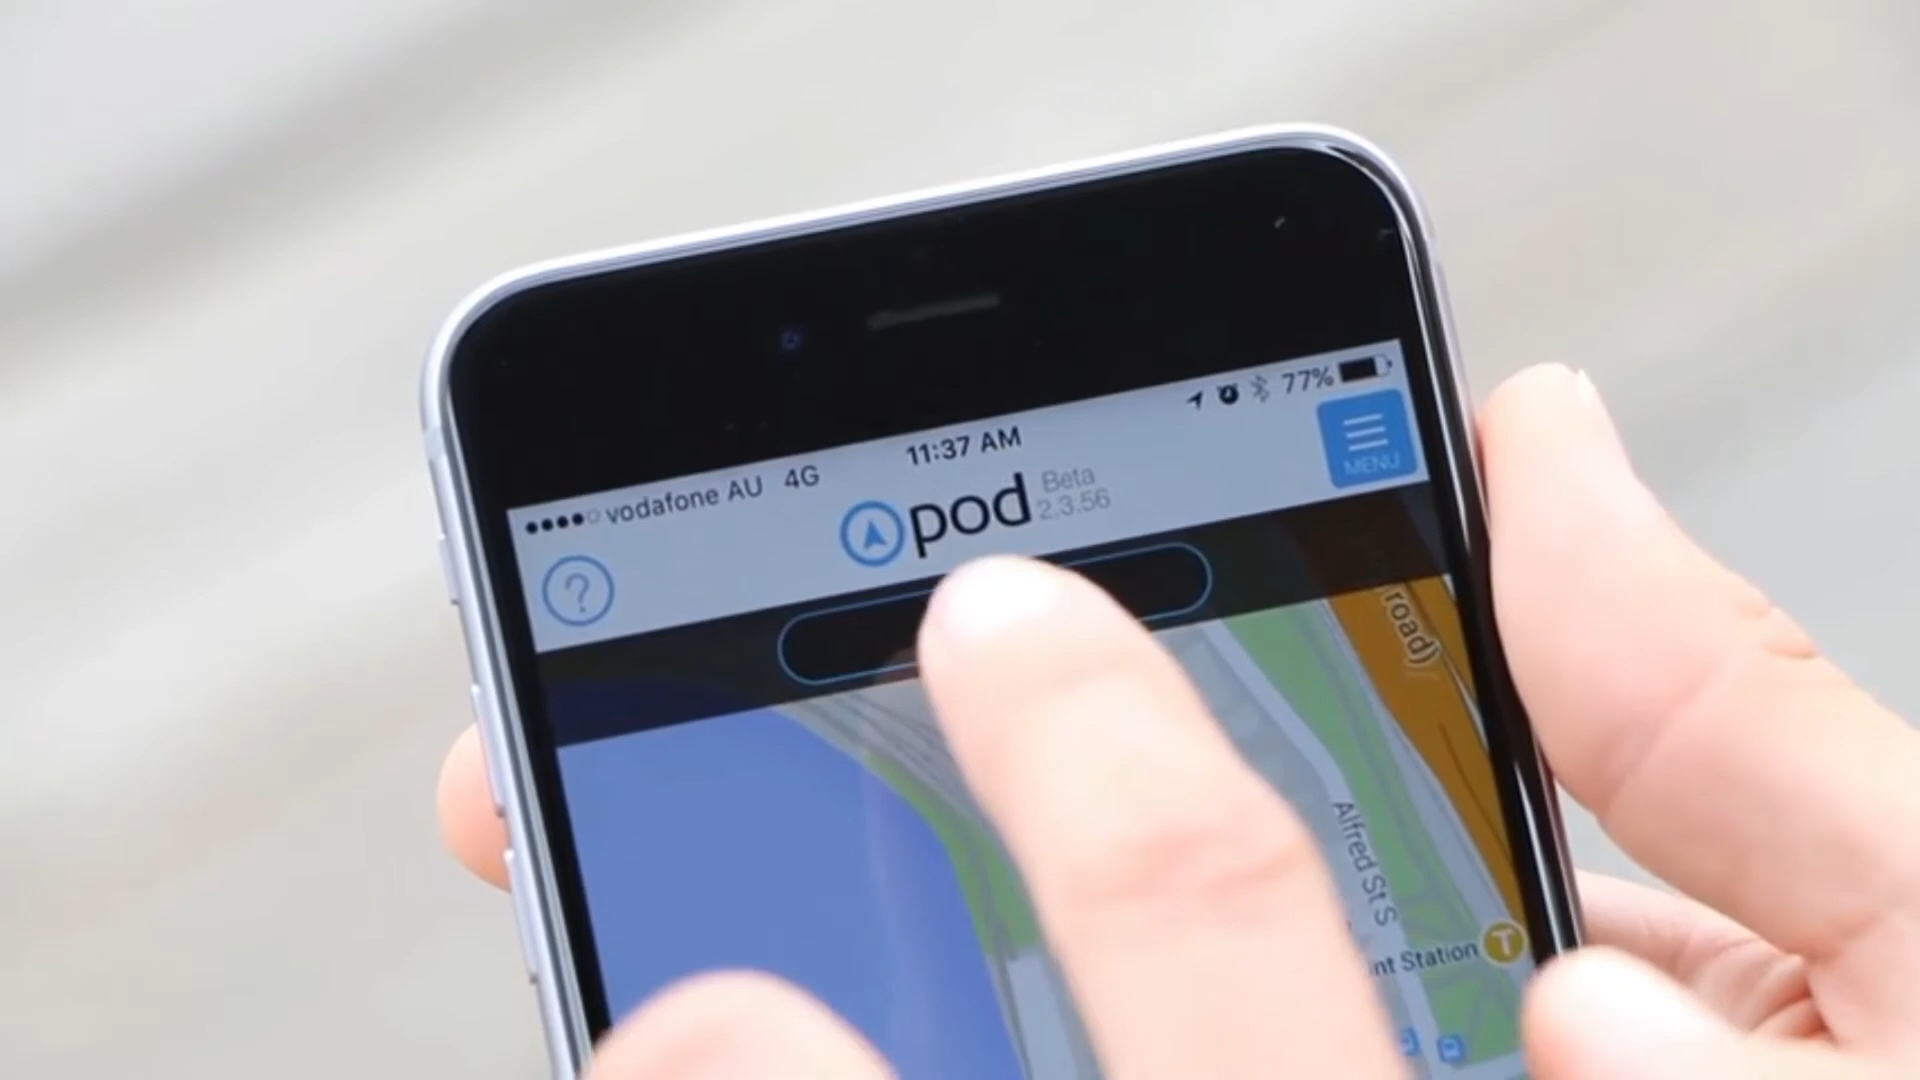 vodafone AU 4G 11:37 AM 77%
?
pod
Beta
2.3.56
MENU
road)
Alfred St S
nt Station
T